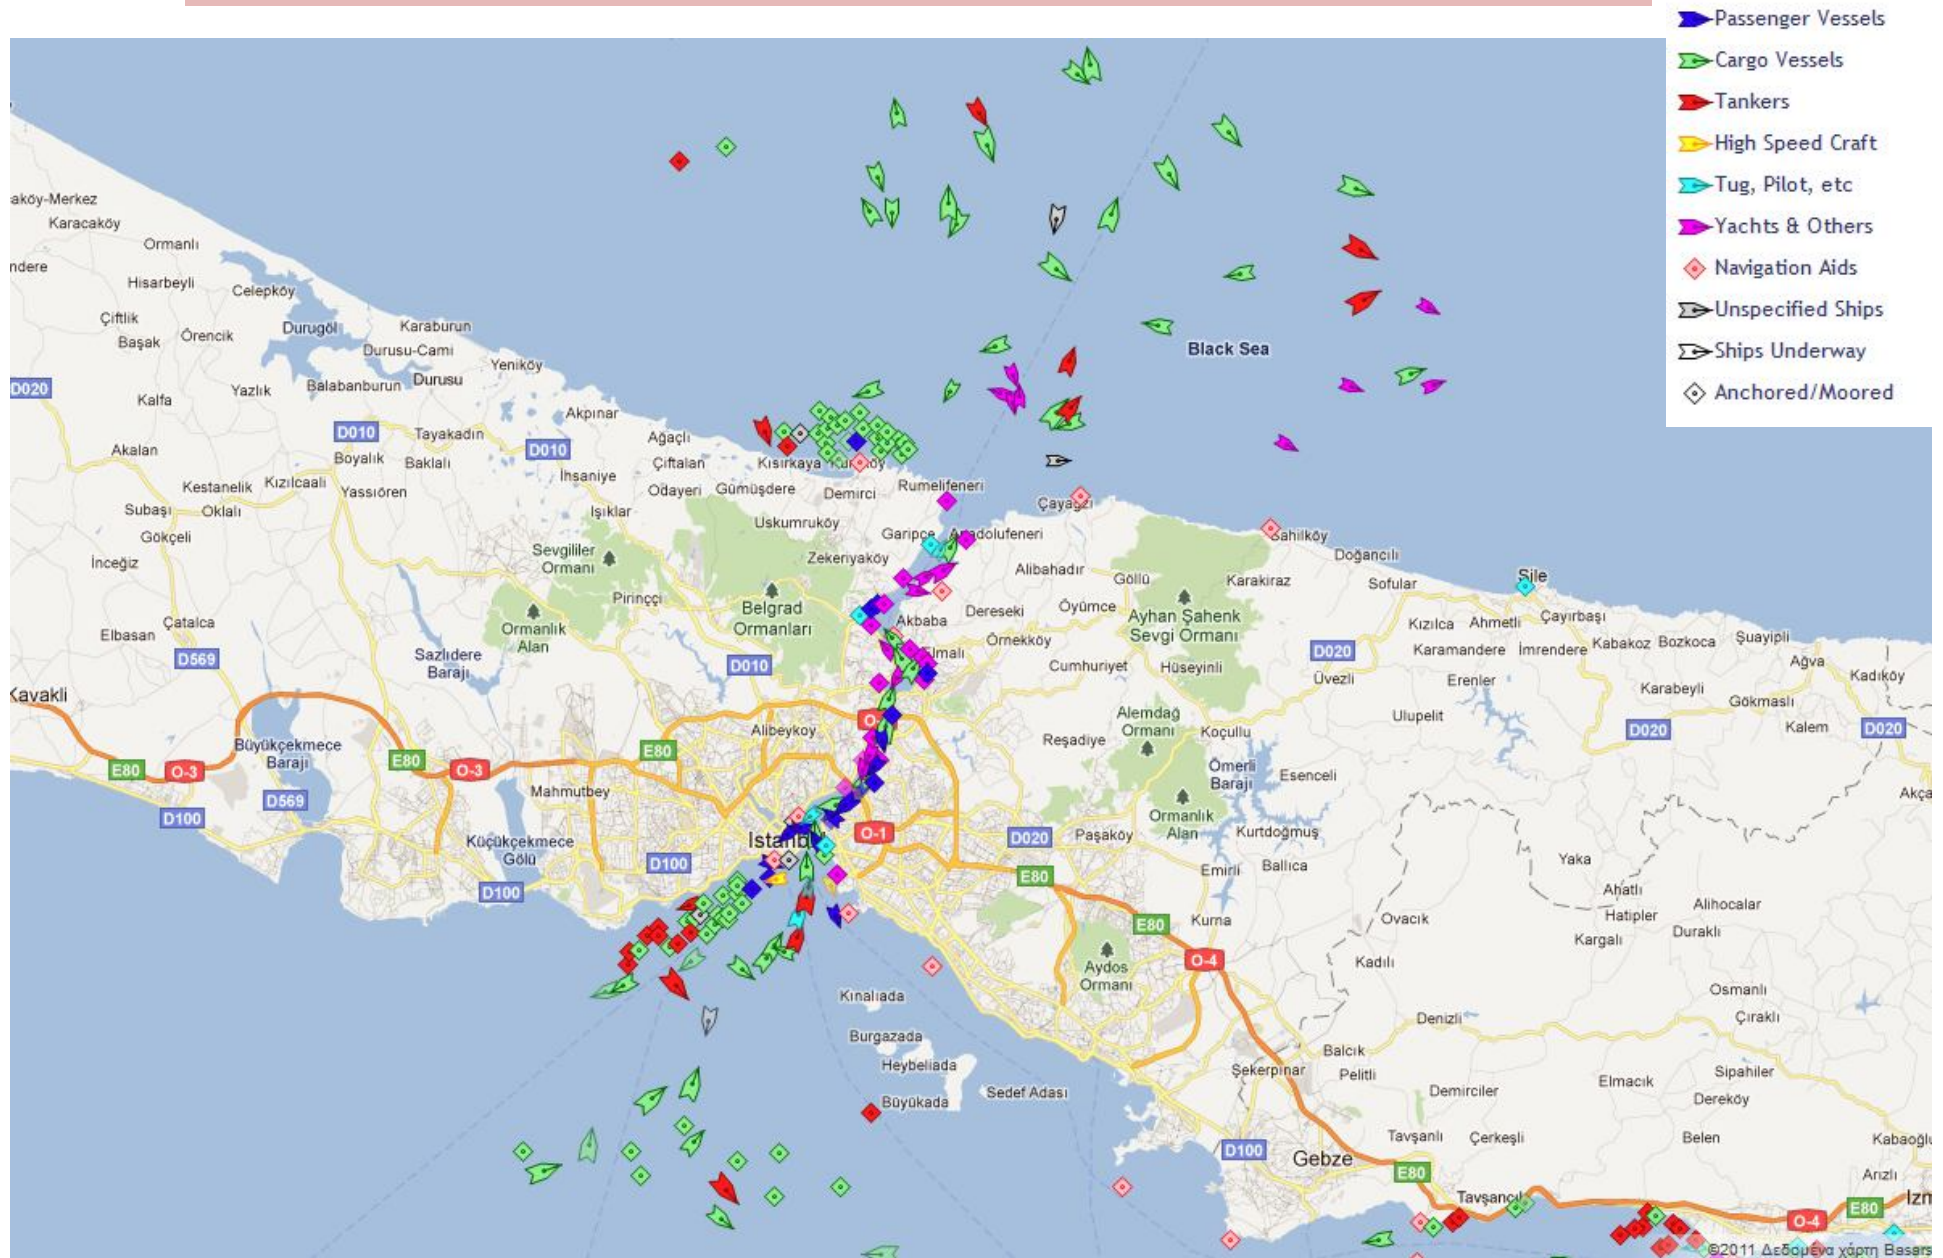 Passenger Vessels
Cargo Vessels
Tankers
High Speed Craft
Tug, Pilot, etc
Yachts & Others
Navigation Aids
Unspecified Ships
Ships Underway
Anchored/Moored
aköy-Merkez
Karacaköy
Ormanlı
ndere
Hisarbeyli
Celepköy
Çiftlik
Örencik
Durugöl
Karaburun
Başak
Durusu-Cami
Black Sea
Yeniköy
D020
Yazlık
Balabanburun
Durusu
Kalfa
Akpınar
D010
Tayakadın
Ağaçlı
Akalan
Boyalık
Baklalı
D010
Çiftalan
Kısırkaya
İhsaniye
Kestanelik
Kızılcaali
Yassıören
Odayeri
Gümüşdere
Demirci
Rumelifeneri
Subaşı
Oklalı
Işıklar
Uskumruköy
Çayağzı
Gökçeli
Garipçe
Anadolufeneri
Sahilköy
İnceğiz
Sevgililer
Ormanı
Zekeriyaköy
Doğancılı
Alibahadır
Göllü
Karakiraz
Sofular
Şile
Pirinççi
Belgrad
Ormanları
Dereseki
Öyümce
Ayhan Şahenk
Sevgi Ormanı
Çatalca
Ormanlık
Alan
Akbaba
Kızılca
Ahmetli
Çayırbaşı
Elbasan
Örnekköy
Kabakoz
Bozkoca
Şuayipli
D569
Sazlıdere
Barajı
D010
Elmalı
Cumhuriyet
Hüseyinli
D020
Karamandere
İmrendere
Ağva
Kadıköy
Kavakli
Üvezli
Erenler
Karabeyli
Gökmaslı
Alemdağ
Ormanı
Ulupelit
Kalem
Alibeykoy
Reşadiye
Koçullu
D020
D020
Büyükçekmece
Barajı
E80
E80
O-3
E80
O-3
Ömerli
Barajı
Esenceli
D569
Mahmutbey
Akça
D100
Ormanlık
Alan
Istanb
O-1
D020
Paşaköy
Kurtdoğmuş
Küçükçekmece
Gölü
D100
D100
E80
Emirli
Ballıca
Yaka
Ahatlı
Hatipler
Alihocalar
Kurna
Ovacık
E80
Kargalı
Duraklı
Aydos
Ormanı
O-4
Kadılı
Kınalıada
Osmanlı
Çıraklı
Denizli
Burgazada
Balcık
Heybeliada
Şekerpınar
Pelitli
Elmacık
Sipahiler
Sedef Adası
Demirciler
Dereköy
Büyükada
Tavşanlı
Çerkeşli
Belen
Kabaoğlu
D100
Gebze
E80
Arızlı
Tavşancıl
E80
Izm
O-4
©2011 Δεδομένα χάρτη Basars